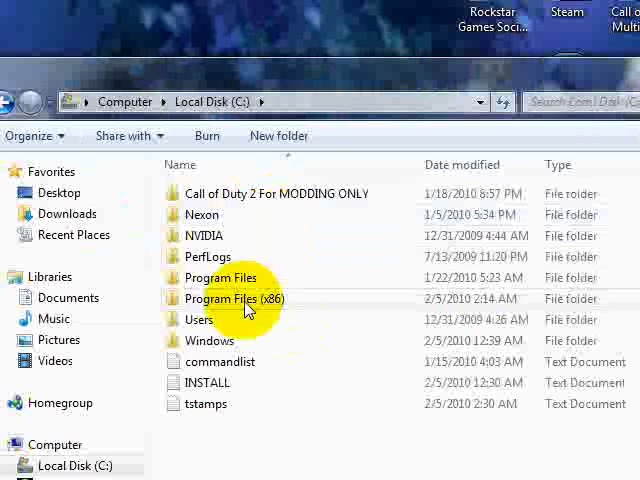 Rockstar Games Soci...
Steam
Call of Multi
Computer Local Disk (C:)
Search Local Disk (C:)
Organize Share with Burn New folder
Name Date modified Type
Favorites
Desktop
Downloads
Recent Places
Libraries
Documents
Music
Pictures
Videos
Homegroup
Computer
Local Disk (C:)
Call of Duty 2 For MODDING ONLY 1/18/2010 8:57 PM File folder
Nexon 1/5/2010 5:34 PM File folder
NVIDIA 12/31/2009 4:44 AM File folder
PerfLogs 7/13/2009 11:20 PM File folder
Program Files 1/22/2010 5:23 AM File folder
Program Files (x86) 2/5/2010 2:14 AM File folder
Users 12/31/2009 4:26 AM File folder
Windows 2/5/2010 12:39 AM File folder
commandlist 1/15/2010 4:03 AM Text Document
INSTALL 2/5/2010 12:30 AM Text Document
tstamps 2/5/2010 2:30 AM Text Document